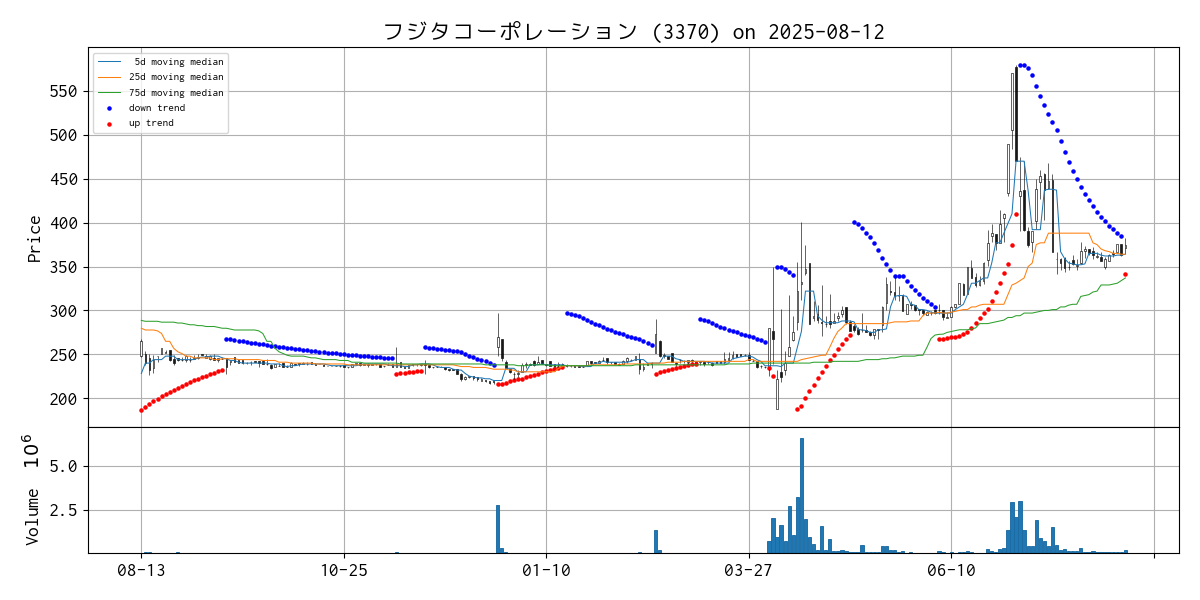 フジタコーポレーション (3370) on 2025-08-12
5d moving median
25d moving median
75d moving median
down trend
up trend
Price
550
500
450
400
350
300
250
200
Volume 10^6
5.0
2.5
08-13
10-25
01-10
03-27
06-10